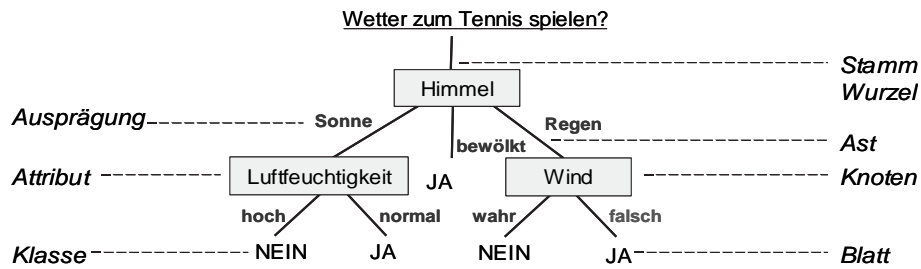 Wetter zum Tennis spielen?
Stamm
Himmel
Wurzel
Ausprägung
Sonne
Regen
bewölkt
Ast
Attribut
Luftfeuchtigkeit
JA
Wind
Knoten
hoch
normal
wahr
falsch
Klasse
NEIN
JA
NEIN
JA
Blatt